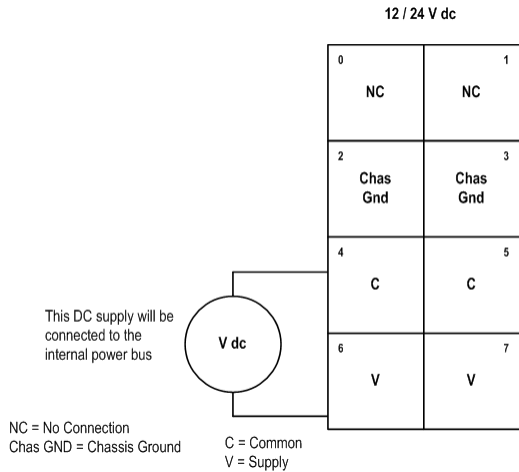 12 / 24 V dc
0
1
NC
NC
2
3
Chas
Gnd
Chas
Gnd
4
5
C
C
This DC supply will be
connected to the
internal power bus
V dc
6
7
V
V
NC = No Connection
Chas GND = Chassis Ground
C = Common
V = Supply